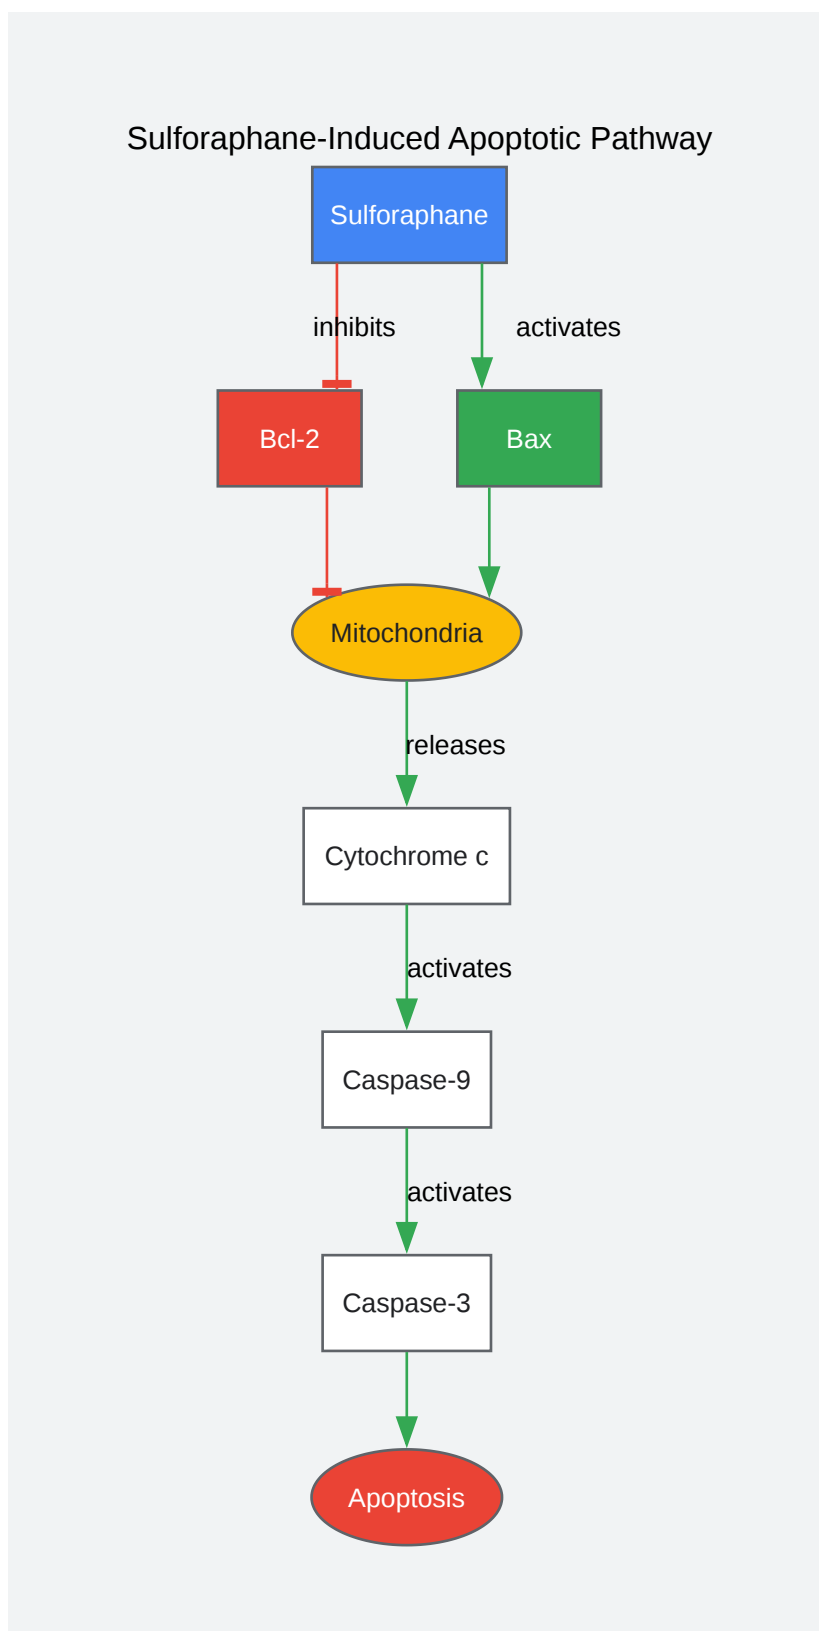 Sulforaphane-Induced Apoptotic Pathway
Sulforaphane
inhibits
activates
Bcl-2
Bax
Mitochondria
releases
Cytochrome c
activates
Caspase-9
activates
Caspase-3
Apoptosis